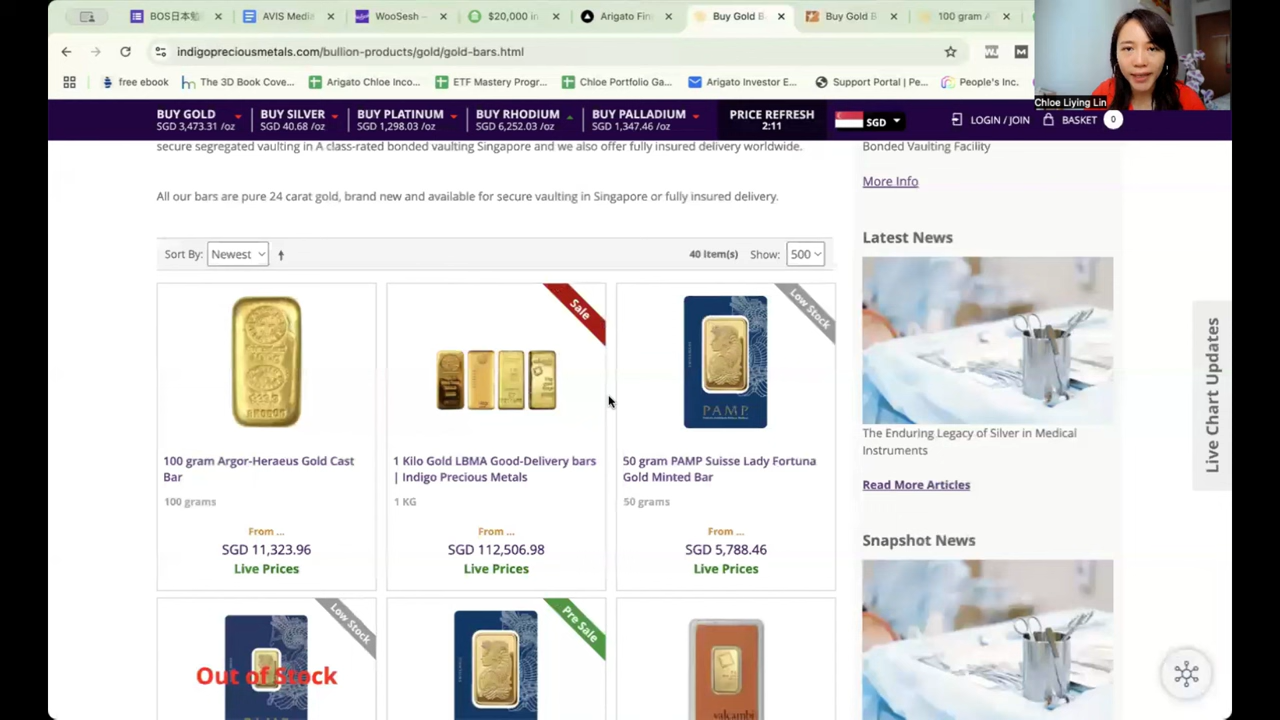 BOS日本勉
AVIS Media
WooSesh –
$20,000 in
Arigato Fin
Buy Gold B
Buy Gold B
100 gram A
indigopreciousmetals.com/bullion-products/gold/gold-bars.html
free ebook
The 3D Book Cove...
Arigato Chloe Inco...
ETF Mastery Progr...
Chloe Portfolio Ga...
Arigato Investor E...
Support Portal | Pe...
People's Inc.
Chloe Liying Lin
BUY GOLD
SGD 3,473.31 /oz
BUY SILVER
SGD 40.68 /oz
BUY PLATINUM
SGD 1,298.03 /oz
BUY RHODIUM
SGD 6,252.03 /oz
BUY PALLADIUM
SGD 1,347.46 /oz
PRICE REFRESH
2:11
SGD
LOGIN / JOIN
BASKET
0
secure segregated vaulting in A class-rated bonded vaulting Singapore and we also offer fully insured delivery worldwide.
All our bars are pure 24 carat gold, brand new and available for secure vaulting in Singapore or fully insured delivery.
Sort By: Newest
40 Item(s) Show: 500
100 gram Argor-Heraeus Gold Cast
Bar
100 grams
From ...
SGD 11,323.96
Live Prices
Sale
1 Kilo Gold LBMA Good-Delivery bars
| Indigo Precious Metals
1 KG
From ...
SGD 112,506.98
Live Prices
Low Stock
PAMP
50 gram PAMP Suisse Lady Fortuna
Gold Minted Bar
50 grams
From ...
SGD 5,788.46
Live Prices
Low Stock
Out of Stock
PAMP
Pre Sale
valcambi
Bonded Vaulting Facility
More Info
Latest News
The Enduring Legacy of Silver in Medical
Instruments
Read More Articles
Snapshot News
Live Chart Updates